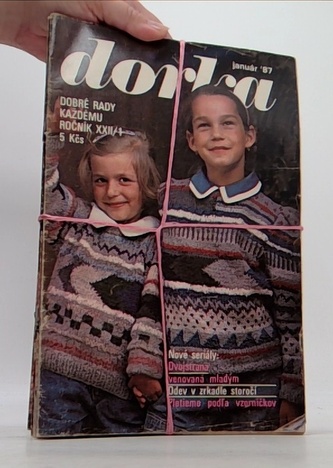 dorka
január '87
DOBRÉ RADY
KAŽDÉMU
ROČNÍK XXII/1
5 Kčs
Nové seriály:
Dvojstrana
venovaná mladým
Odev v zrkadle storočí
Pletieme podľa vzorníčkov